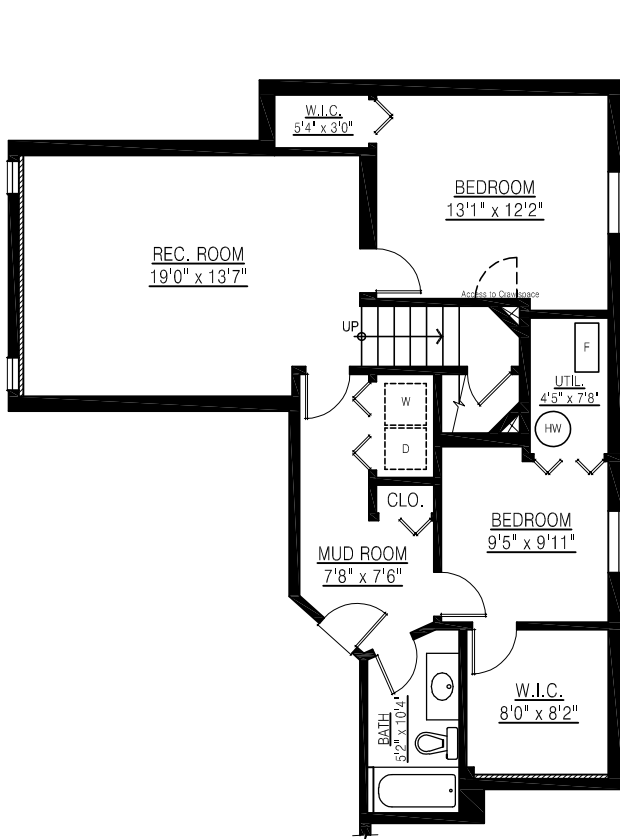 W.I.C.
5'4" x 3'0"
BEDROOM
13'1" x 12'2"
REC. ROOM
19'0" x 13'7"
Access to Crawlspace
UP
F
UTIL.
4'5" x 7'8"
W
HW
D
CLO.
BEDROOM
9'5" x 9'11"
MUD ROOM
7'8" x 7'6"
W.I.C.
8'0" x 8'2"
BATH
5'2" x 10'4"